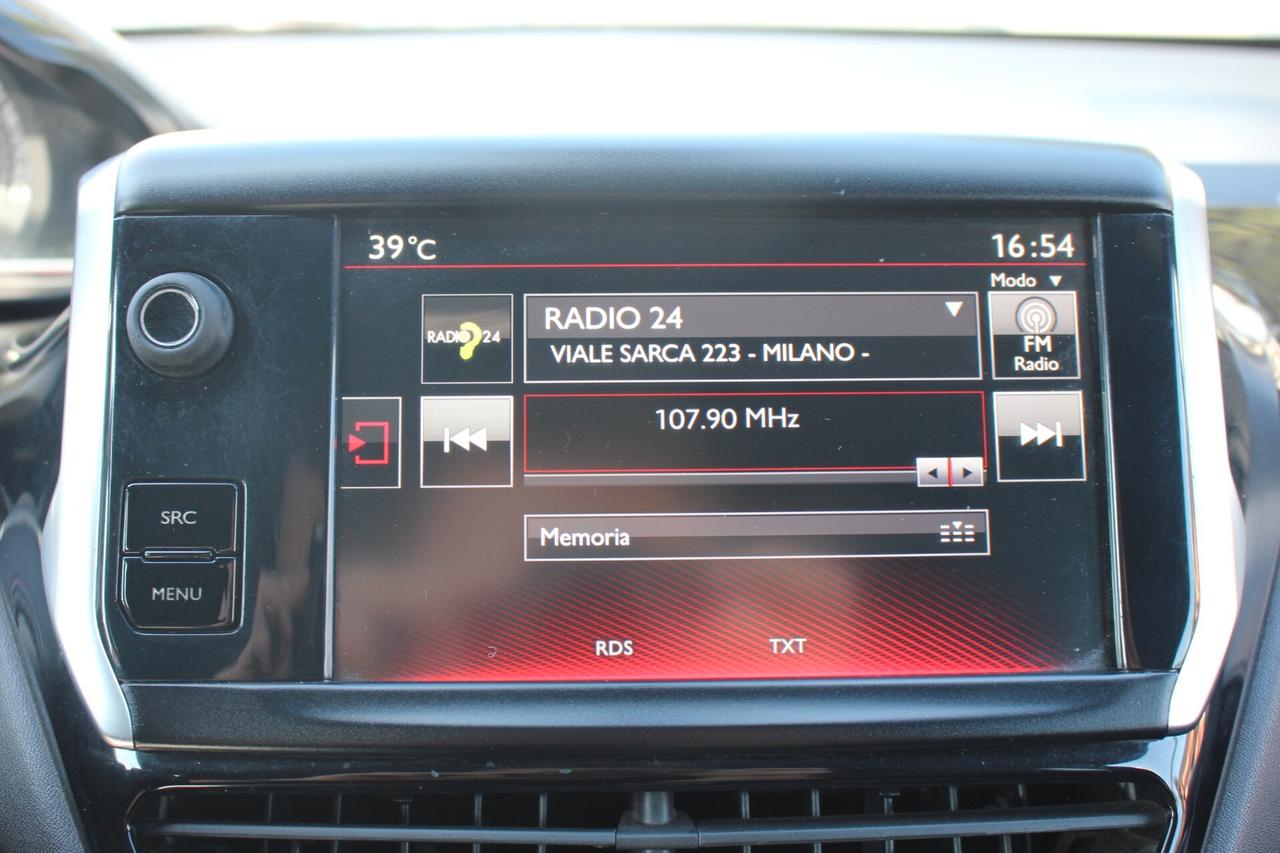 39°C
16:54
Modo ▼
RADIO 24
RADIO 24
VIALE SARCA 223 - MILANO -
FM
Radio
107.90 MHz
SRC
Memoria
MENU
RDS
TXT